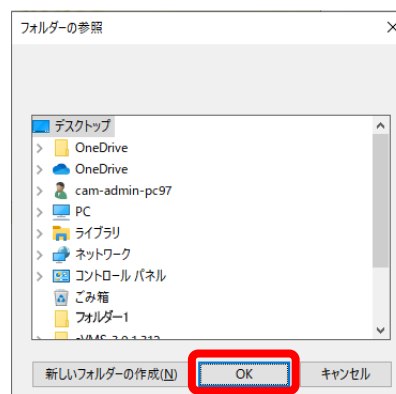 フォルダーの参照
デスクトップ
OneDrive
OneDrive
cam-admin-pc97
PC
ライブラリ
ネットワーク
コントロール パネル
ごみ箱
フォルダー1
新しいフォルダーの作成(N)
OK
キャンセル